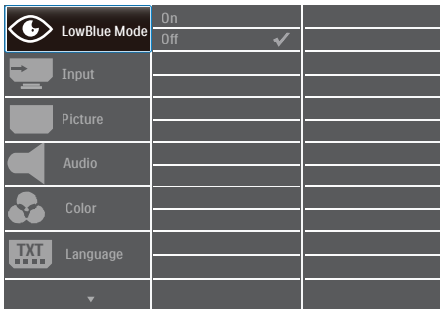 LowBlue Mode
On
Off
Input
Picture
Audio
Color
TXT
Language